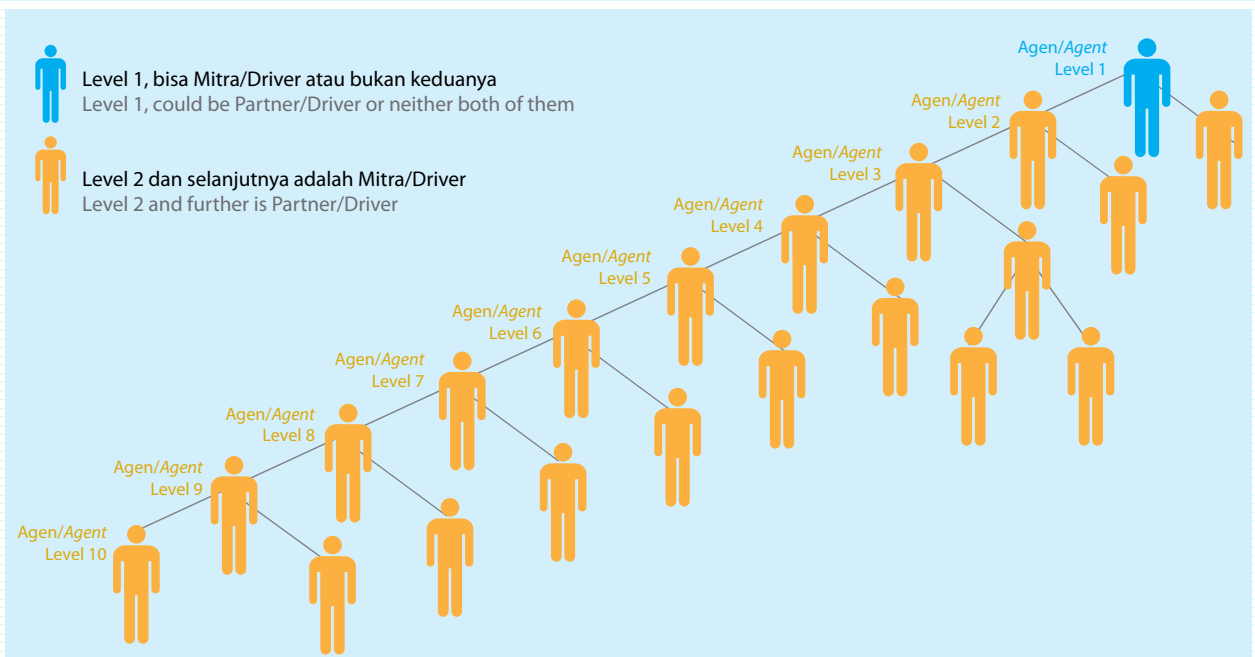 Level 1, bisa Mitra/Driver atau bukan keduanya
Level 1, could be Partner/Driver or neither both of them
Level 2 dan selanjutnya adalah Mitra/Driver
Level 2 and further is Partner/Driver
Agen/Agent
Level 1
Agen/Agent
Level 2
Agen/Agent
Level 3
Agen/Agent
Level 4
Agen/Agent
Level 5
Agen/Agent
Level 6
Agen/Agent
Level 7
Agen/Agent
Level 8
Agen/Agent
Level 9
Agen/Agent
Level 10